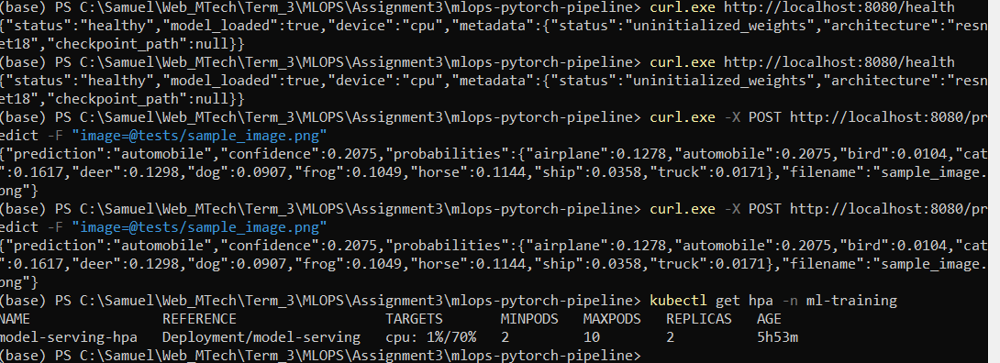 (base) PS C:\Samuel\Web_MTech\Term_3\MLOPS\Assignment3\mlops-pytorch-pipeline> curl.exe http://localhost:8080/health
{"status":"healthy","model_loaded":true,"device":"cpu","metadata":{"status":"uninitialized_weights","architecture":"resn
et18","checkpoint_path":null}}
(base) PS C:\Samuel\Web_MTech\Term_3\MLOPS\Assignment3\mlops-pytorch-pipeline> curl.exe http://localhost:8080/health
{"status":"healthy","model_loaded":true,"device":"cpu","metadata":{"status":"uninitialized_weights","architecture":"resn
et18","checkpoint_path":null}}
(base) PS C:\Samuel\Web_MTech\Term_3\MLOPS\Assignment3\mlops-pytorch-pipeline> curl.exe -X POST http://localhost:8080/pr
edict -F "image=@tests/sample_image.png"
{"prediction":"automobile","confidence":0.2075,"probabilities":{"airplane":0.1278,"automobile":0.2075,"bird":0.0104,"cat
":0.1617,"deer":0.1298,"dog":0.0907,"frog":0.1049,"horse":0.1144,"ship":0.0358,"truck":0.0171},"filename":"sample_image.
png"}
(base) PS C:\Samuel\Web_MTech\Term_3\MLOPS\Assignment3\mlops-pytorch-pipeline> curl.exe -X POST http://localhost:8080/pr
edict -F "image=@tests/sample_image.png"
{"prediction":"automobile","confidence":0.2075,"probabilities":{"airplane":0.1278,"automobile":0.2075,"bird":0.0104,"cat
":0.1617,"deer":0.1298,"dog":0.0907,"frog":0.1049,"horse":0.1144,"ship":0.0358,"truck":0.0171},"filename":"sample_image.
png"}
(base) PS C:\Samuel\Web_MTech\Term_3\MLOPS\Assignment3\mlops-pytorch-pipeline> kubectl get hpa -n ml-training
NAME REFERENCE TARGETS MINPODS MAXPODS REPLICAS AGE
model-serving-hpa Deployment/model-serving cpu: 1%/70% 2 10 2 5h53m
(base) PS C:\Samuel\Web_MTech\Term_3\MLOPS\Assignment3\mlops-pytorch-pipeline>